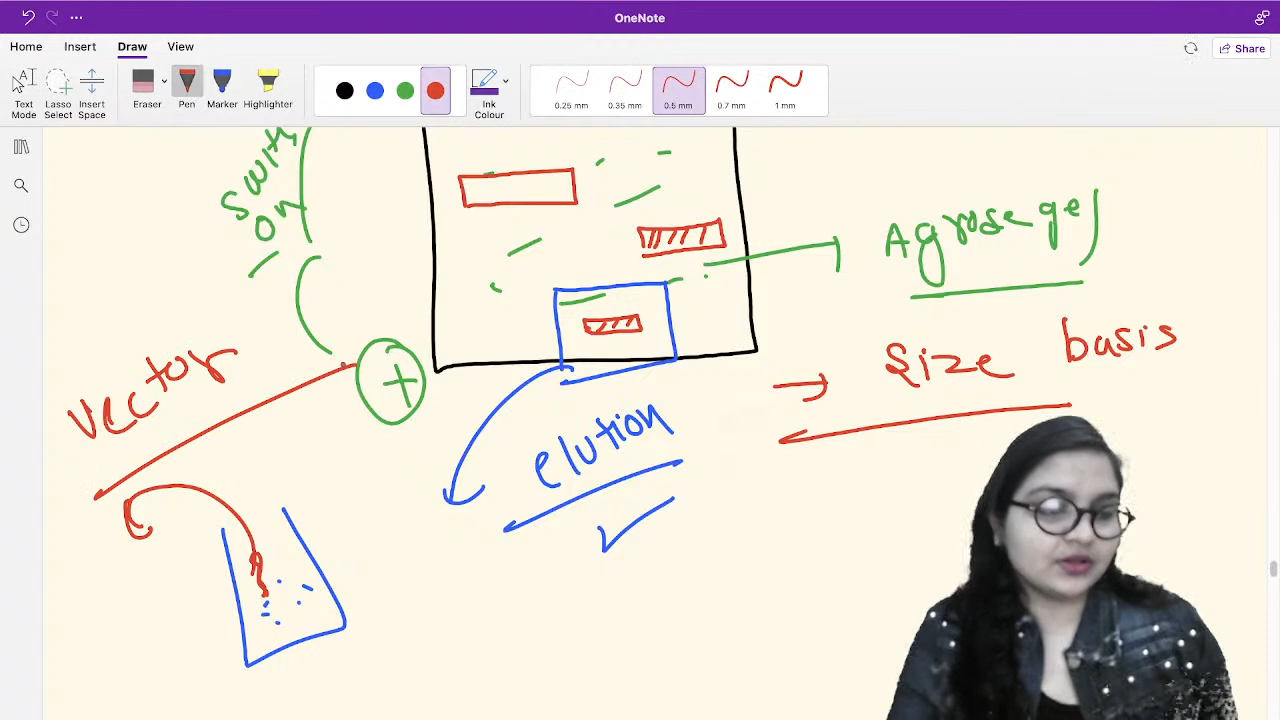 OneNote
Home Insert Draw View
Share
Text Mode
Lasso Select
Insert Space
Eraser
Pen
Marker
Highlighter
Ink Colour
0.25 mm
0.35 mm
0.5 mm
0.7 mm
1 mm
Swith
on
Agrose gel
→ Size basis
Vector
+
elution